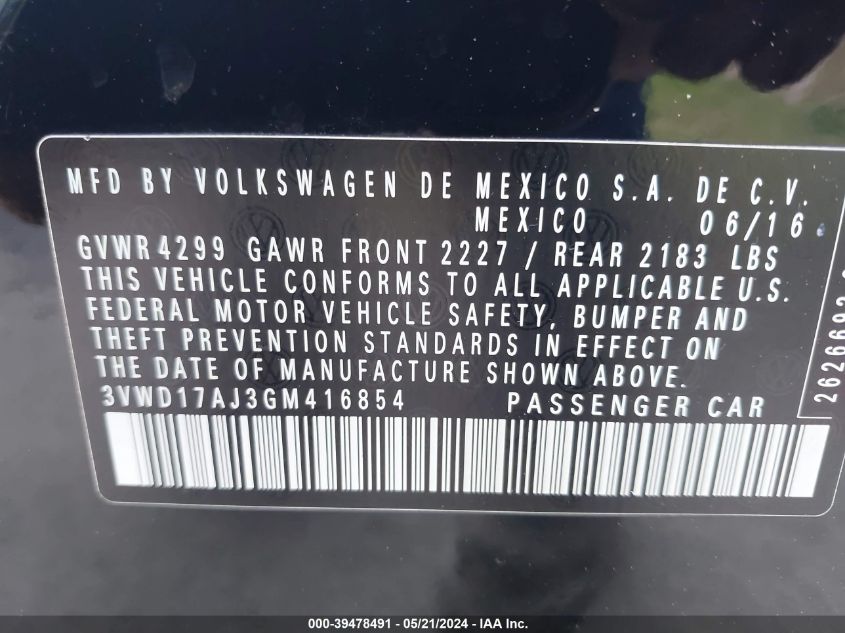 MFD BY VOLKSWAGEN DE MEXICO S.A. DE C.V.
MEXICO 06/16
GVWR 4299 GAWR FRONT 2227 / REAR 2183 LBS
THIS VEHICLE CONFORMS TO ALL APPLICABLE U.S.
FEDERAL MOTOR VEHICLE SAFETY, BUMPER AND
THEFT PREVENTION STANDARDS IN EFFECT ON
THE DATE OF MANUFACTURE SHOWN ABOVE.
3VWD17AJ3GM416854 PASSENGER CAR
000-39478491 - 05/21/2024 - IAA Inc.